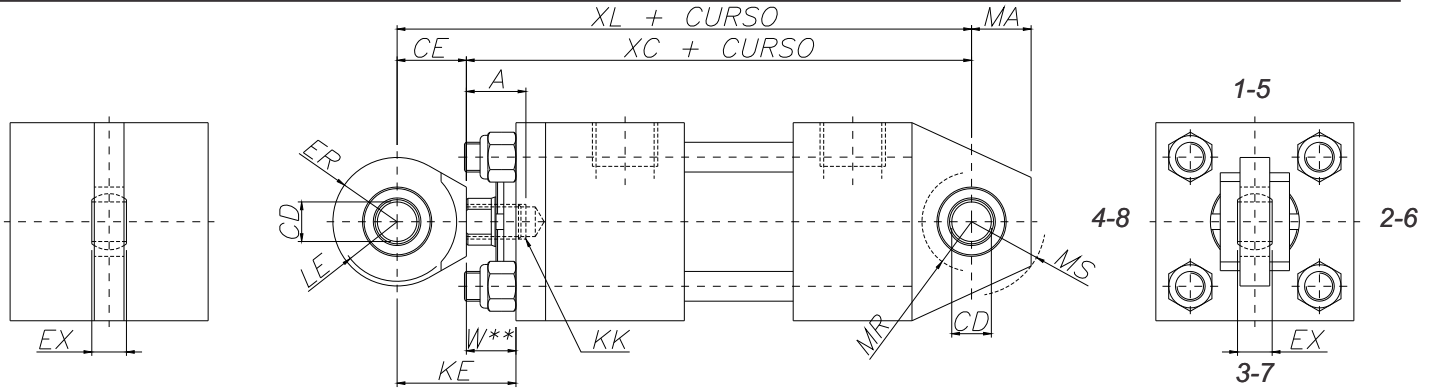 XL + CURSO
MA
CE
XC + CURSO
A
1-5
ER
CD
4-8
2-6
LE
MS
MR
CD
EX
W**
KK
EX
KE
3-7